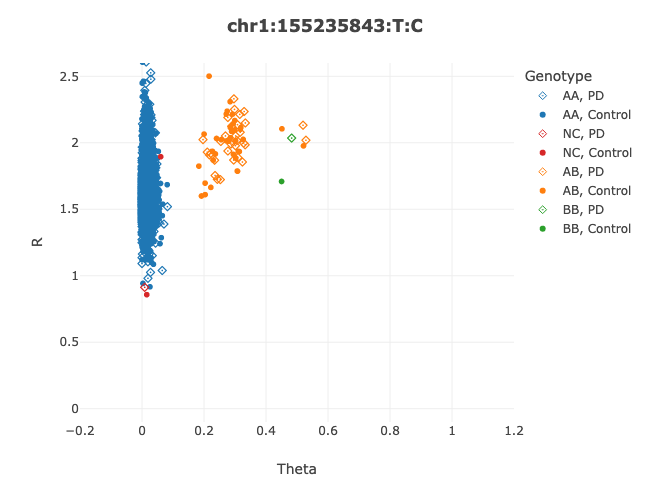 chr1:155235843:T:C
Genotype
AA, PD
AA, Control
NC, PD
NC, Control
AB, PD
AB, Control
BB, PD
BB, Control
2.5
2
1.5
1
0.5
0
R
−0.2
0
0.2
0.4
0.6
0.8
1
1.2
Theta